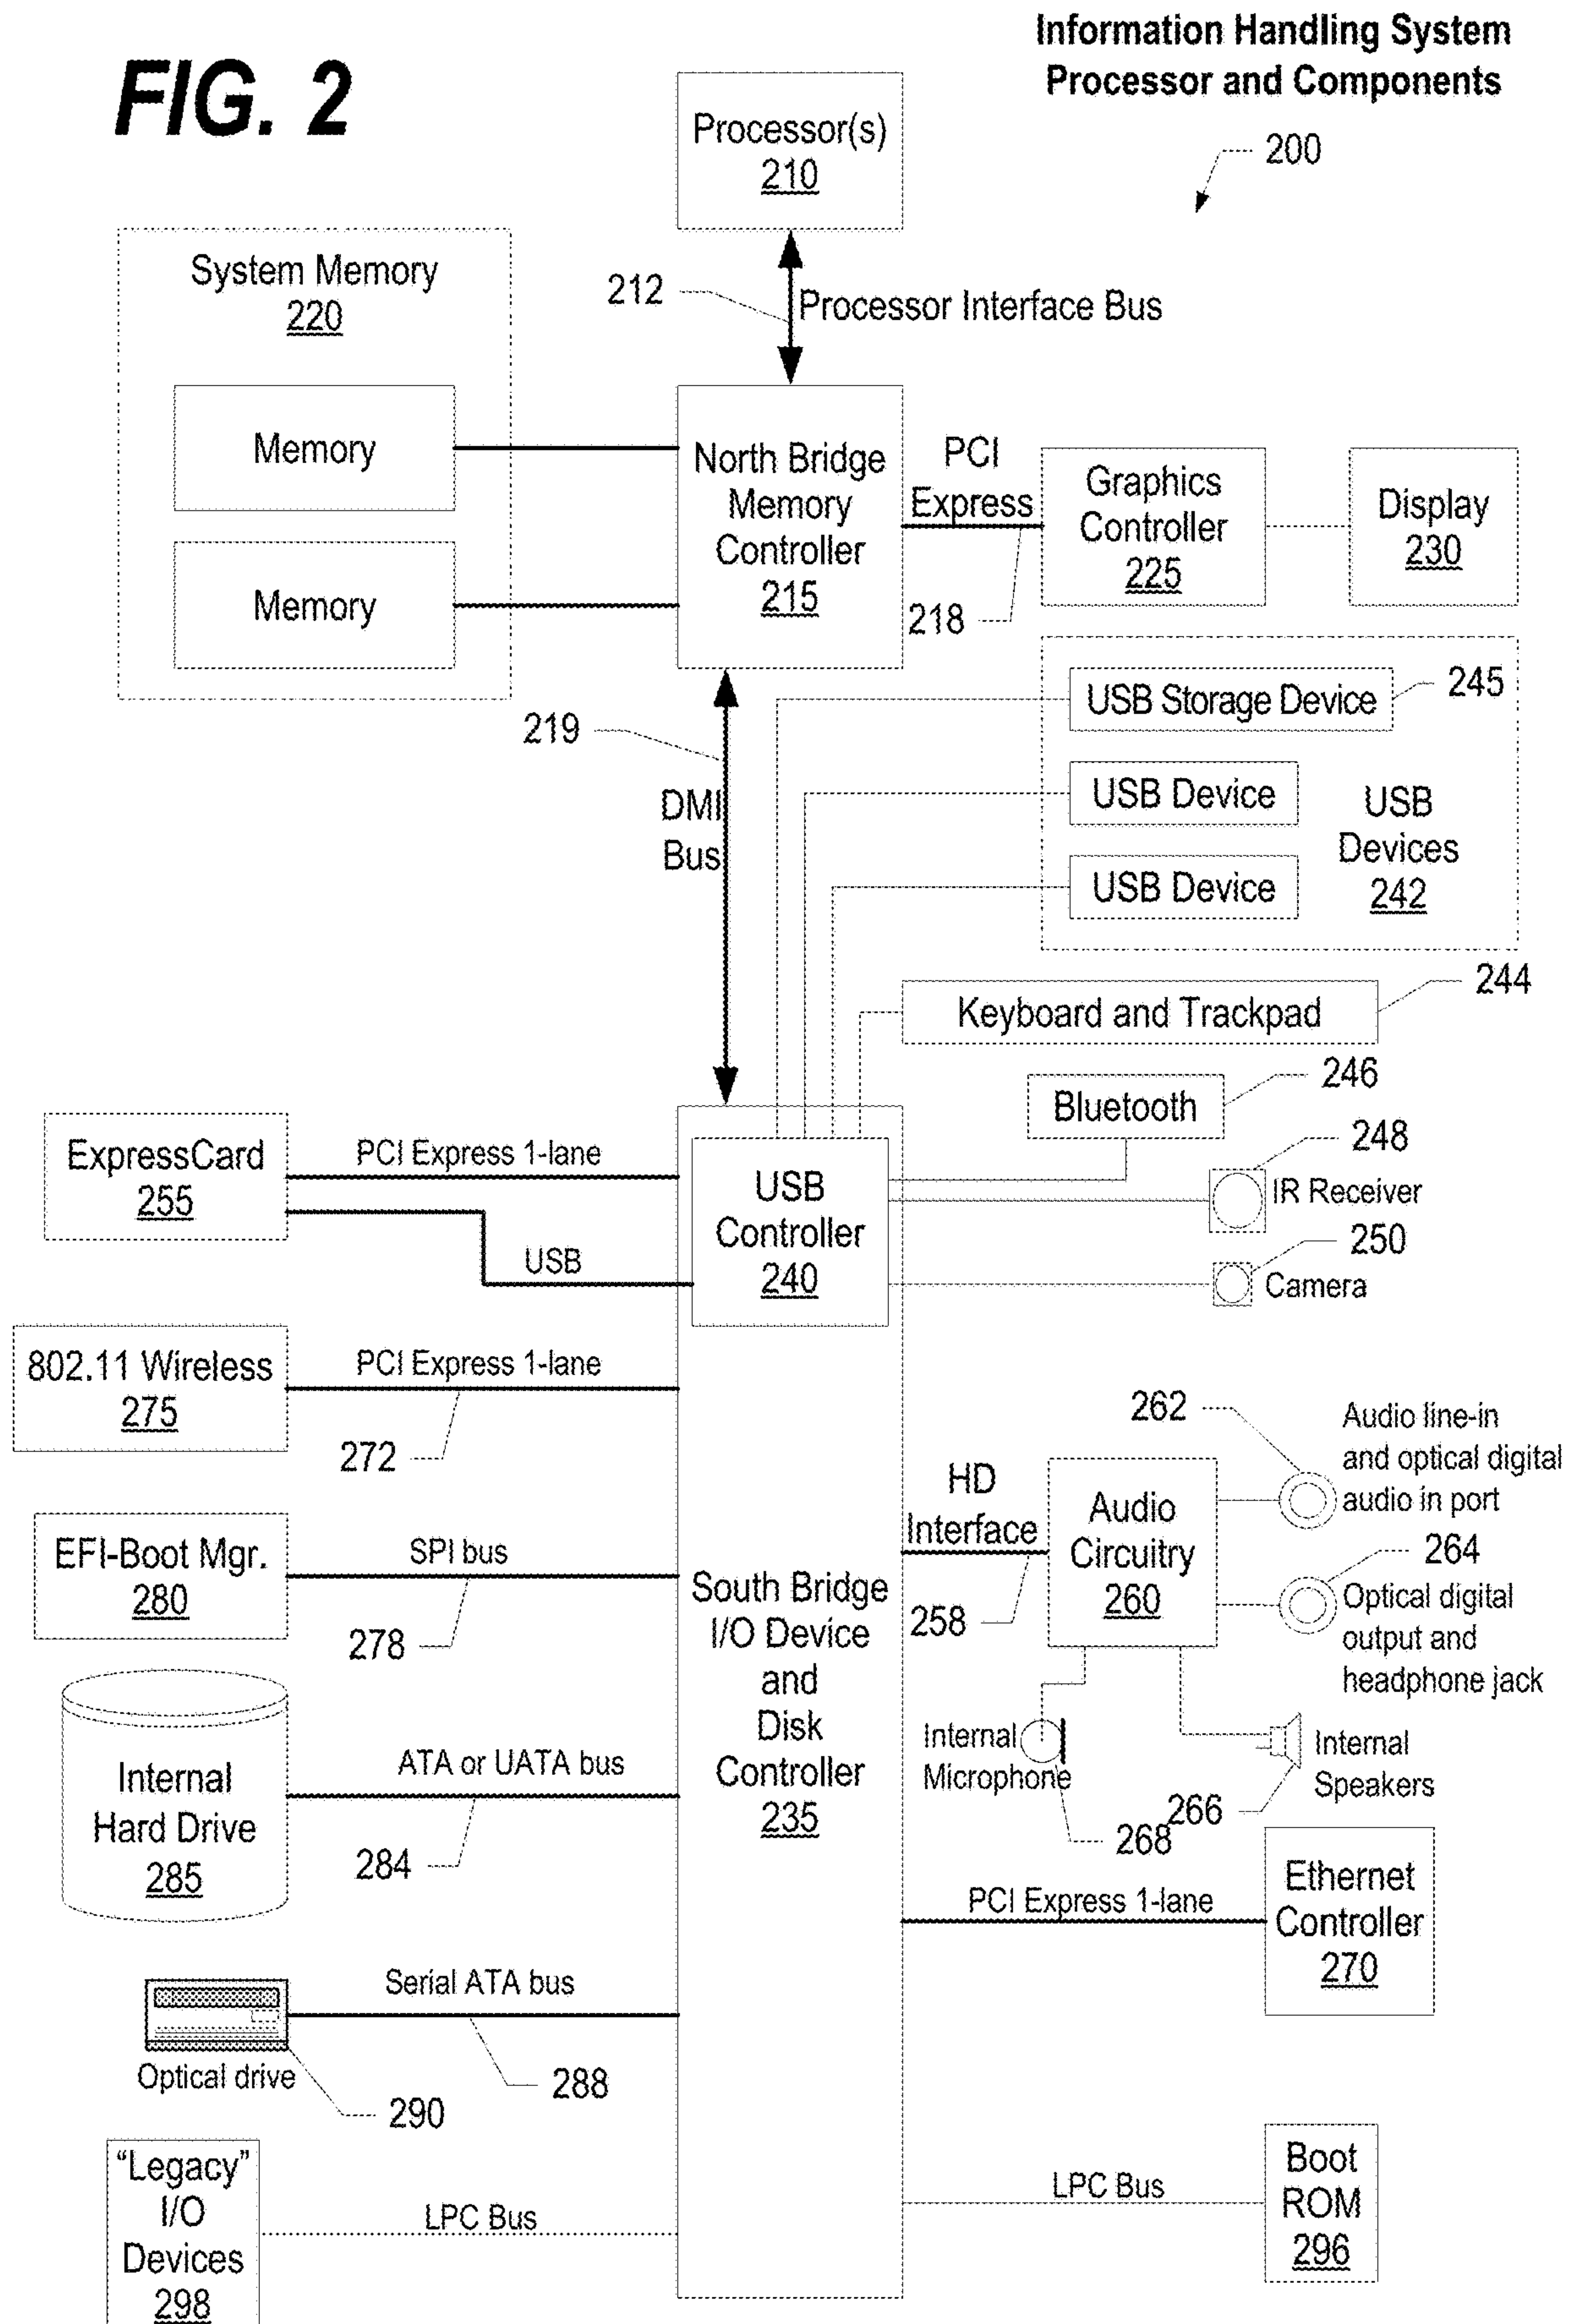 FIG. 2
Information Handling System
Processor and Components
200
Processor(s)
210
212
Processor Interface Bus
System Memory
220
Memory
Memory
North Bridge
Memory
Controller
215
PCI
Express
218
Graphics
Controller
225
Display
230
219
DMI
Bus
USB Storage Device
245
USB Device
USB Device
USB
Devices
242
Keyboard and Trackpad
244
Bluetooth
246
248
IR Receiver
250
Camera
ExpressCard
255
PCI Express 1-lane
USB
USB
Controller
240
802.11 Wireless
275
PCI Express 1-lane
272
EFI-Boot Mgr.
280
SPI bus
278
South Bridge
I/O Device
and
Disk
Controller
235
HD
Interface
258
Audio
Circuitry
260
262
Audio line-in
and optical digital
audio in port
264
Optical digital
output and
headphone jack
Internal
Microphone
268
Internal
Speakers
266
Internal
Hard Drive
285
ATA or UATA bus
284
PCI Express 1-lane
Ethernet
Controller
270
Serial ATA bus
288
Optical drive
290
“Legacy”
I/O
Devices
298
LPC Bus
LPC Bus
Boot
ROM
296